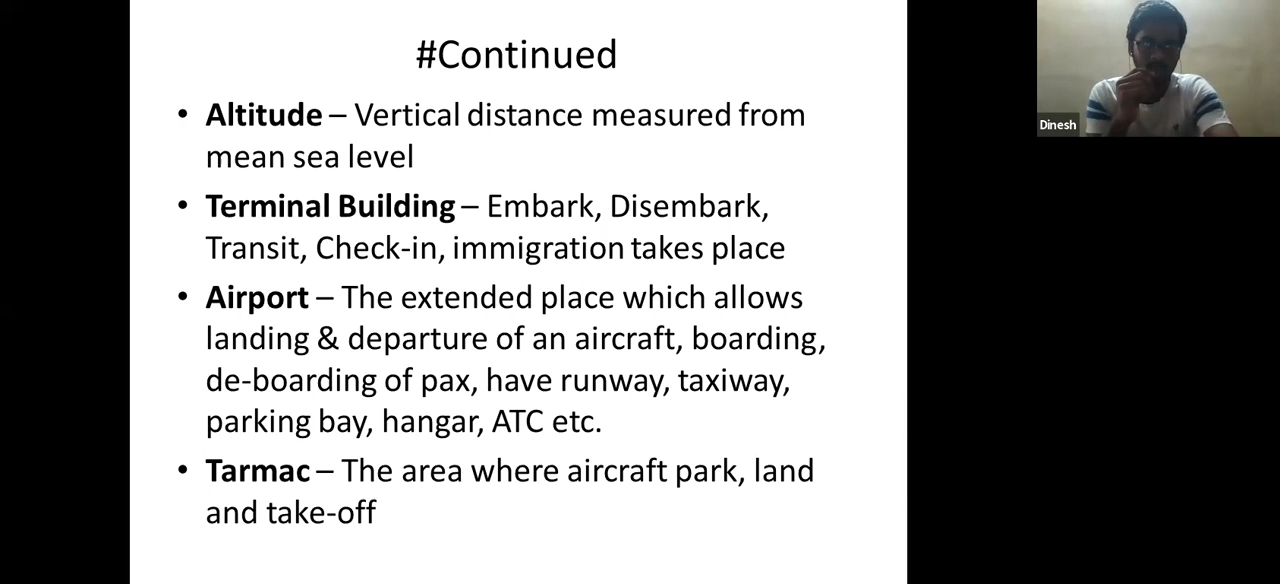 #Continued
• Altitude – Vertical distance measured from
mean sea level
• Terminal Building – Embark, Disembark,
Transit, Check-in, immigration takes place
• Airport – The extended place which allows
landing & departure of an aircraft, boarding,
de-boarding of pax, have runway, taxiway,
parking bay, hangar, ATC etc.
• Tarmac – The area where aircraft park, land
and take-off
Dinesh